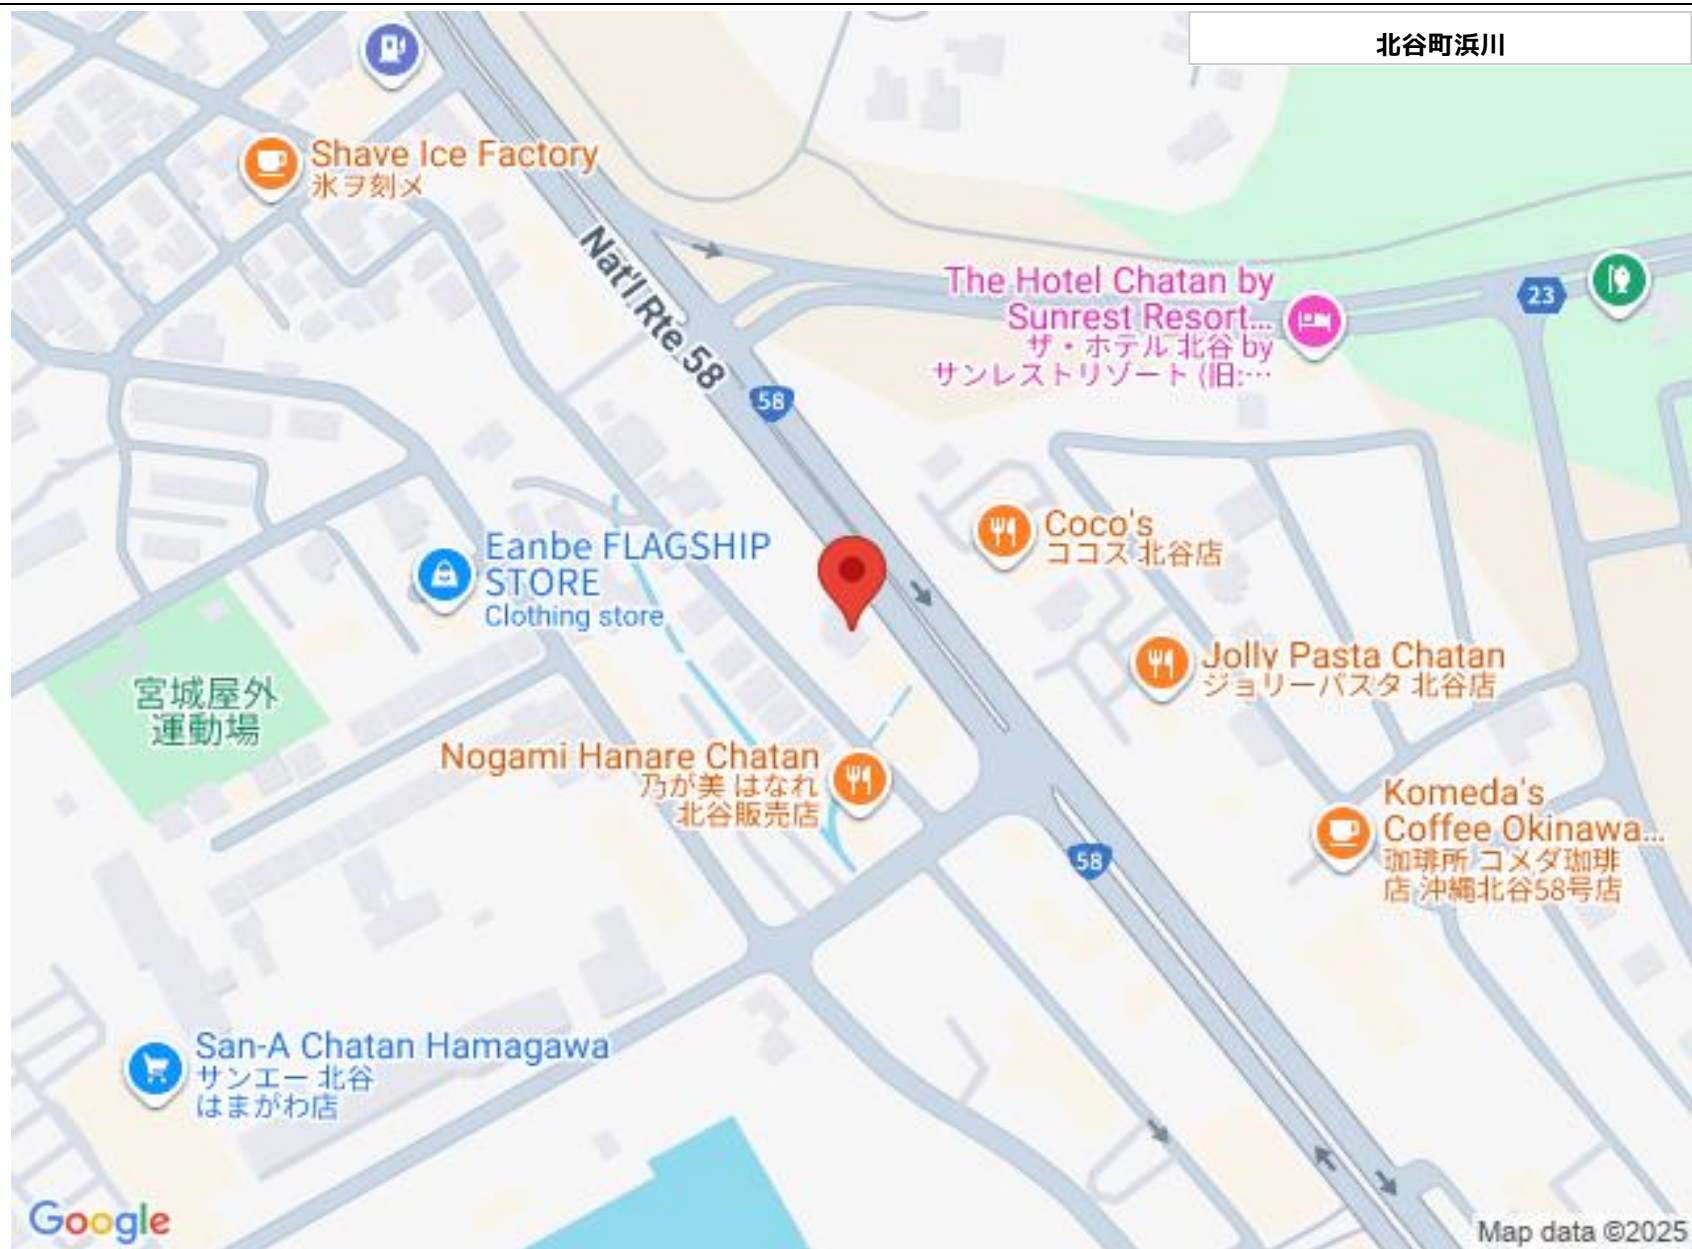 北谷町浜川
Shave Ice Factory
氷ヲ刻メ
Nat'l Rte 58
The Hotel Chatan by
Sunrest Resort...
ザ・ホテル 北谷 by
サンレストリゾート (旧:…
23
58
Coco's
ココス 北谷店
Eanbe FLAGSHIP
STORE
Clothing store
Jolly Pasta Chatan
ジョリーパスタ 北谷店
宮城屋外
運動場
Nogami Hanare Chatan
乃が美 はなれ
北谷販売店
Komeda's
Coffee Okinawa...
珈琲所 コメダ珈琲
店 沖縄北谷58号店
58
San-A Chatan Hamagawa
サンエー 北谷
はまがわ店
Google
Map data ©2025